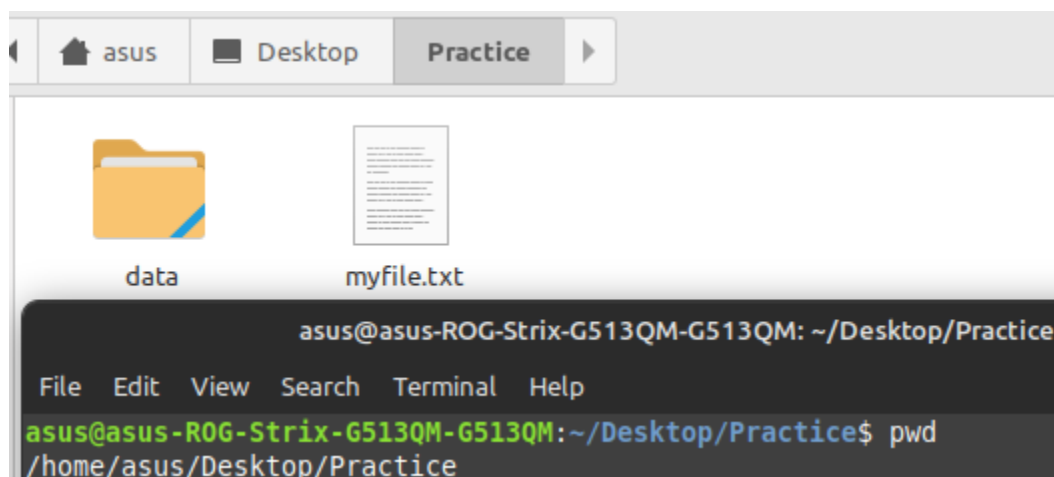 asus Desktop Practice
data myfile.txt
asus@asus-ROG-Strix-G513QM-G513QM: ~/Desktop/Practice
File Edit View Search Terminal Help
asus@asus-ROG-Strix-G513QM-G513QM:~/Desktop/Practice$ pwd
/home/asus/Desktop/Practice